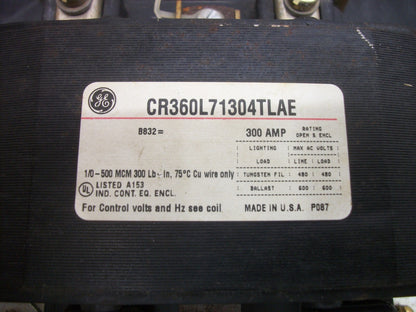 GE
CR360L71304TLAE
B832=
300 AMP RATING OPEN & ENCL
LIGHTING MAX AC VOLTS
LOAD LINE LOAD
TUNGSTEN FIL 480 480
BALLAST 600 600
1/0-500 MCM 300 Lb-In, 75°C Cu wire only
UL LISTED A153
IND. CONT. EQ. ENCL.
For Control volts and Hz see coil
MADE IN U.S.A. P087